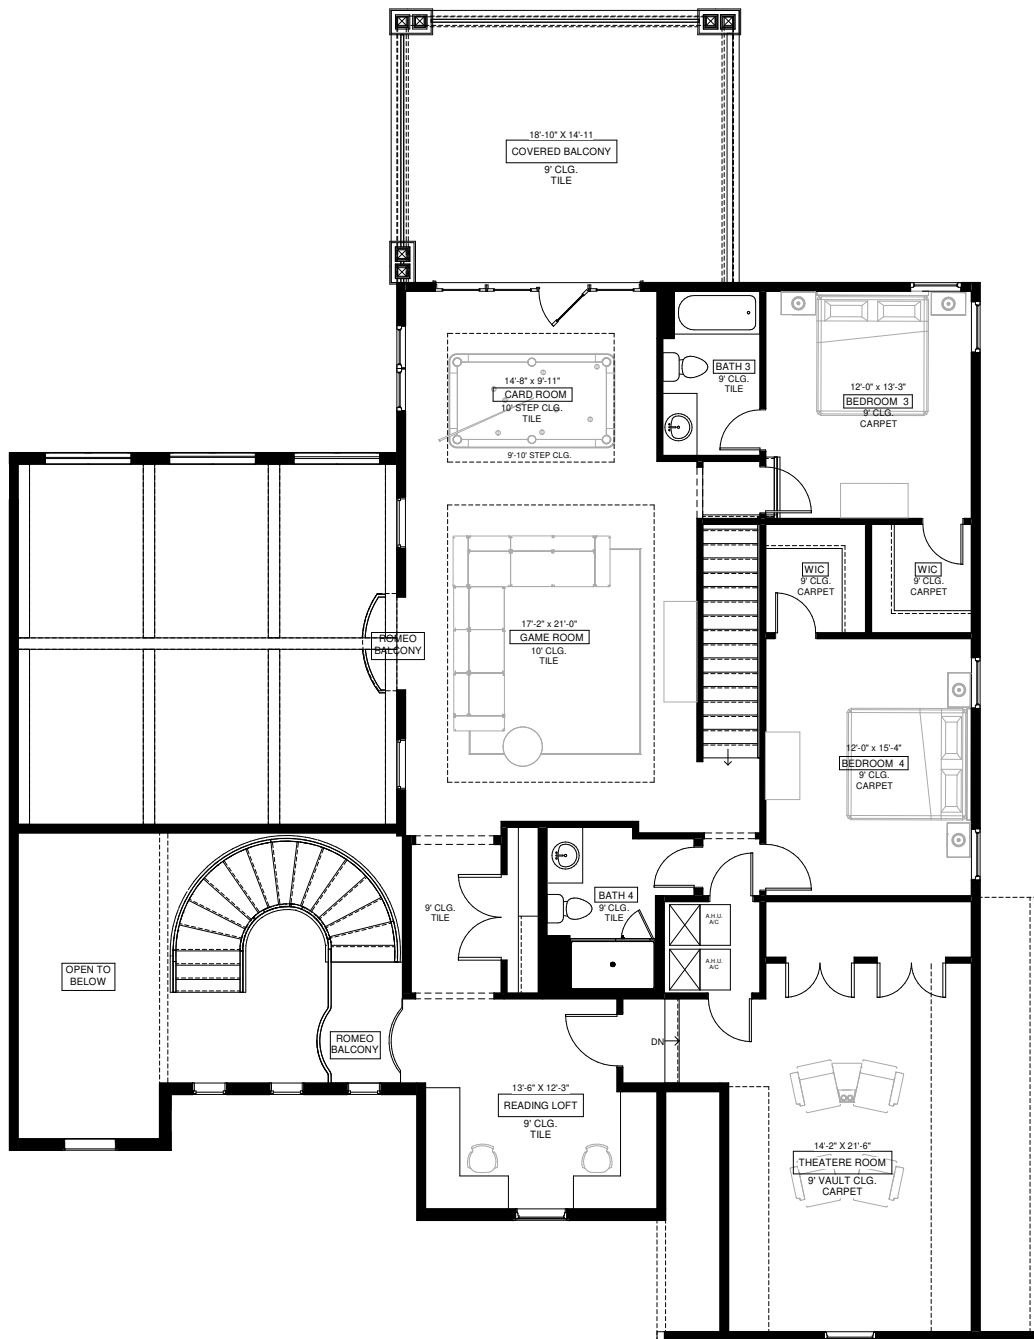 18'-10" X 14'-11
COVERED BALCONY
9' CLG.
TILE
14'-8" x 9'-11"
CARD ROOM
10' STEP CLG.
TILE
9'-10' STEP CLG.
BATH 3
9' CLG.
TILE
12'-0" x 13'-3"
BEDROOM 3
9' CLG.
CARPET
WIC
9' CLG.
CARPET
WIC
9' CLG.
CARPET
ROMEO
BALCONY
17'-2" x 21'-0"
GAME ROOM
10' CLG.
TILE
12'-0" x 15'-4"
BEDROOM 4
9' CLG.
CARPET
9' CLG.
TILE
BATH 4
9' CLG.
TILE
A.H.U.
A/C
A.H.U.
A/C
OPEN TO
BELOW
ROMEO
BALCONY
DN
13'-6" X 12'-3"
READING LOFT
9' CLG.
TILE
14'-2" X 21'-6"
THEATERE ROOM
9' VAULT CLG.
CARPET